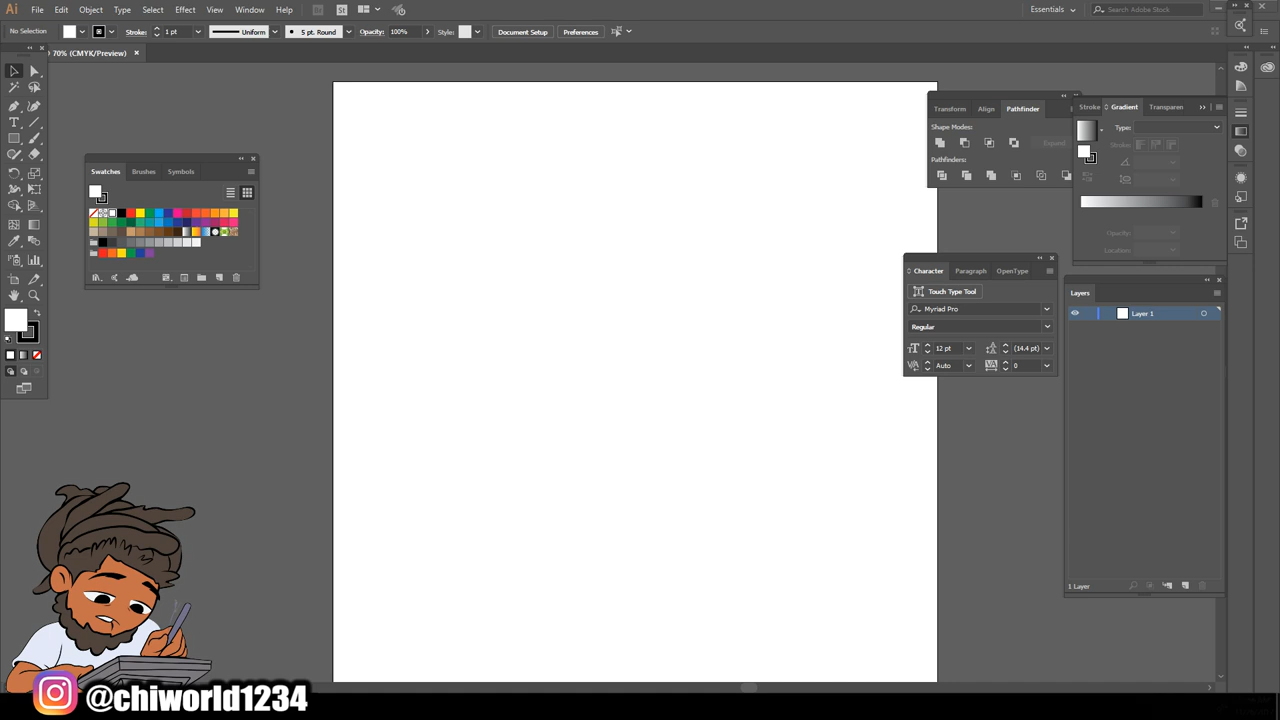 Ai File Edit Object Type Select Effect View Window Help Br St Essentials Search Adobe Stock
No Selection Stroke: 1 pt Uniform 5 pt. Round Opacity: 100% Style: Document Setup Preferences
70% (CMYK/Preview)
Transform Align Pathfinder
Shape Modes:
Expand
Pathfinders:
Stroke Gradient Transparen
Type:
Stroke:
Opacity:
Location:
Swatches Brushes Symbols
Character Paragraph OpenType
Touch Type Tool
Myriad Pro
Regular
12 pt (14.4 pt)
Auto 0
Layers
Layer 1
1 Layer
@chiworld1234